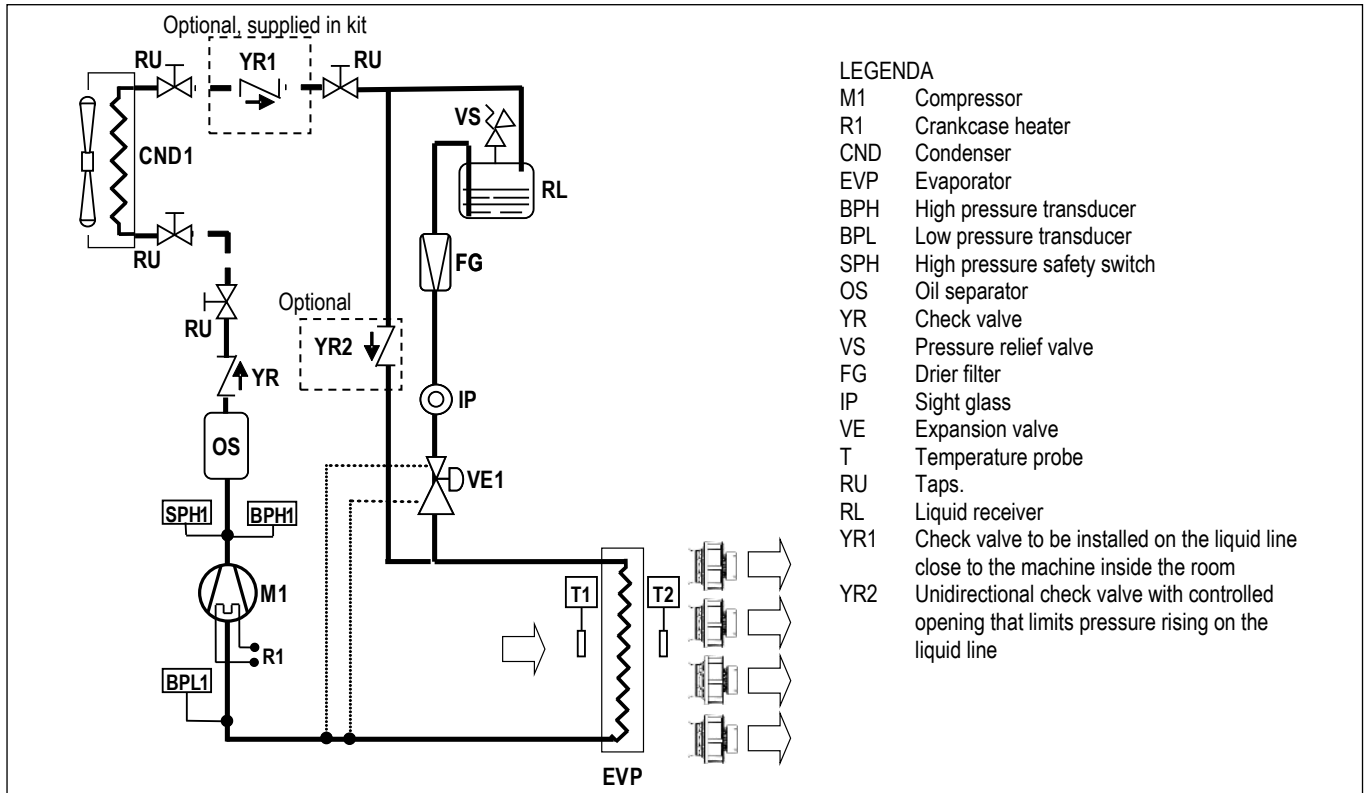 Optional, supplied in kit
RU
YR1
RU
CND1
VS
RL
RU
FG
Optional
RU
YR2
YR
IP
OS
VE1
SPH1
BPH1
M1
T1
T2
R1
BPL1
EVP
LEGENDA
M1 Compressor
R1 Crankcase heater
CND Condenser
EVP Evaporator
BPH High pressure transducer
BPL Low pressure transducer
SPH High pressure safety switch
OS Oil separator
YR Check valve
VS Pressure relief valve
FG Drier filter
IP Sight glass
VE Expansion valve
T Temperature probe
RU Taps.
RL Liquid receiver
YR1 Check valve to be installed on the liquid line
close to the machine inside the room
YR2 Unidirectional check valve with controlled
opening that limits pressure rising on the
liquid line